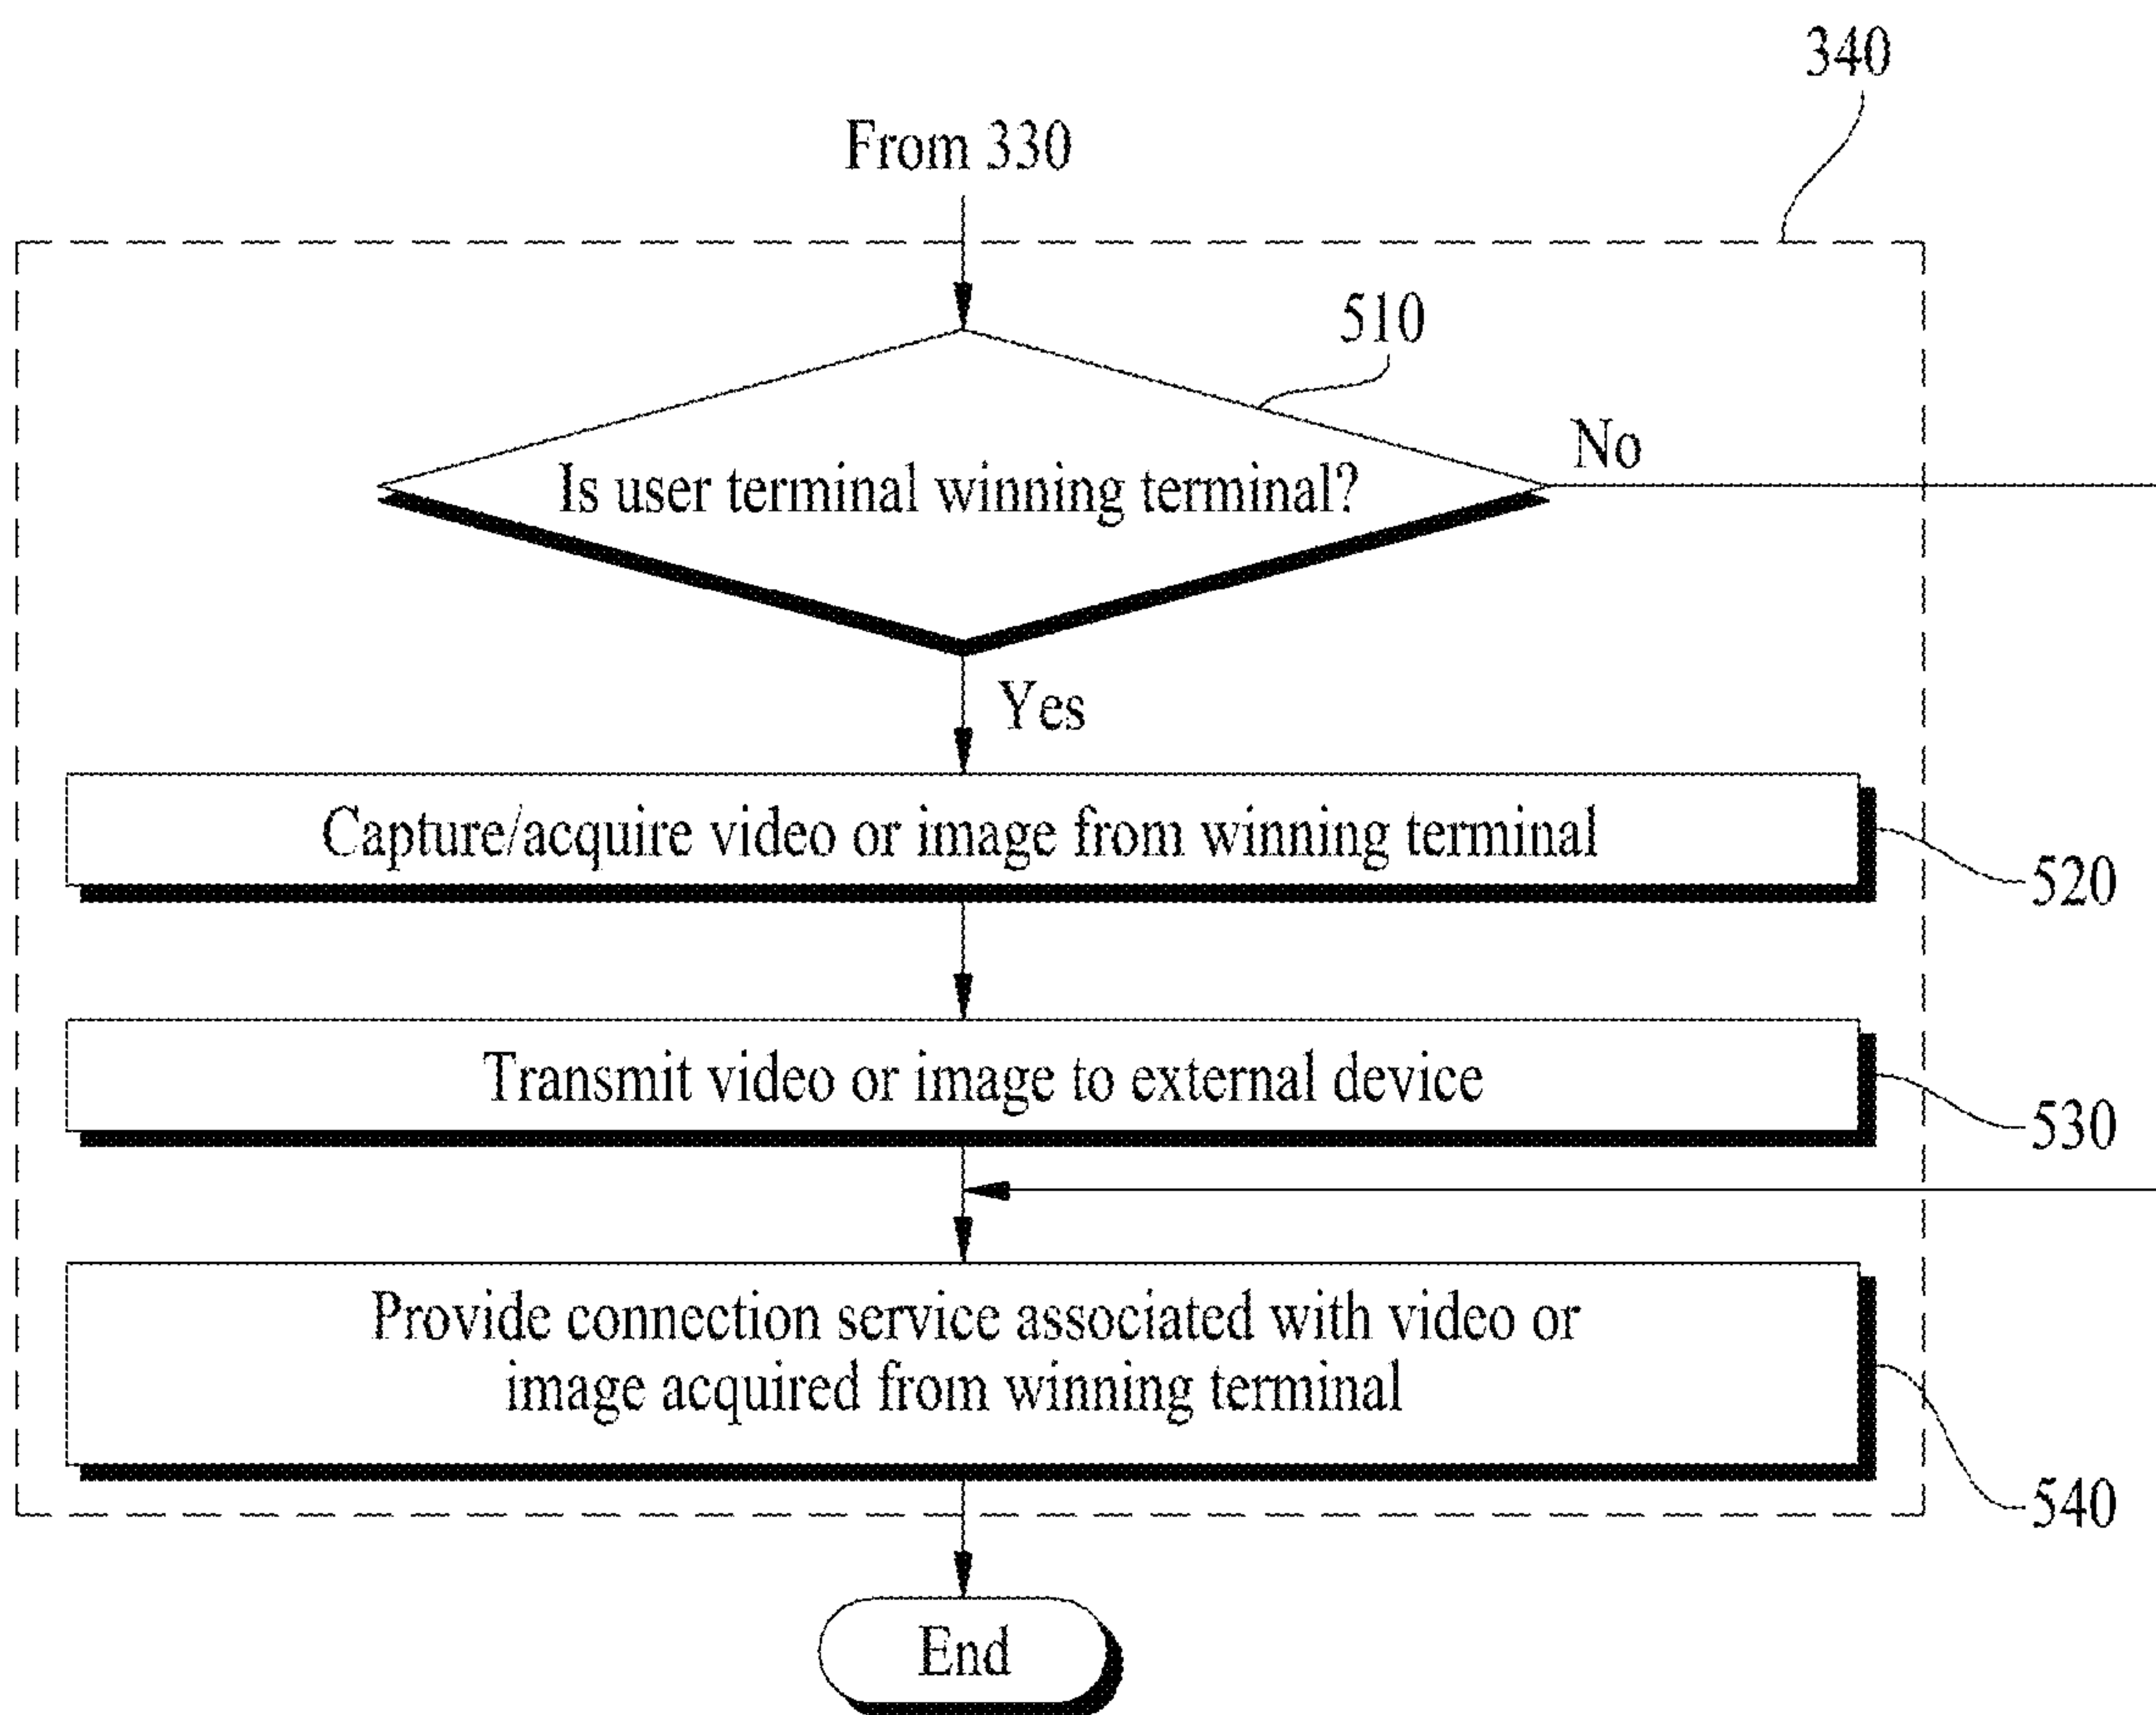 340
From 330
510
No
Is user terminal winning terminal?
Yes
Capture/acquire video or image from winning terminal
520
Transmit video or image to external device
530
Provide connection service associated with video or
image acquired from winning terminal
540
End